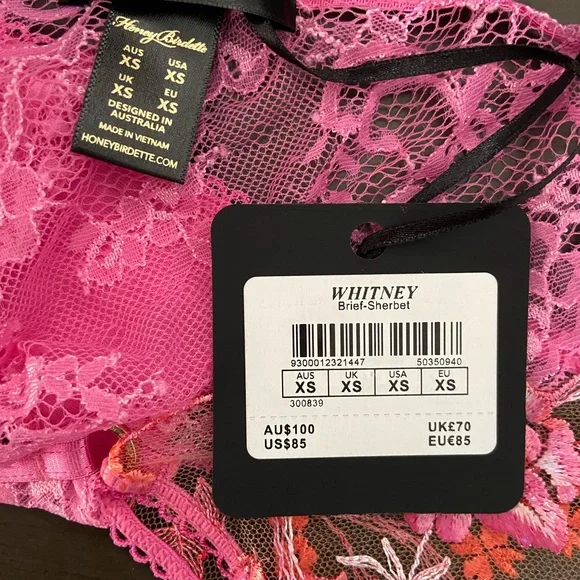 Honey Birdette
AUS USA
XS XS
UK EU
XS XS
DESIGNED IN
AUSTRALIA
MADE IN VIETNAM
HONEYBIRDETTE.COM
WHITNEY
Brief-Sherbet
9300012321447 50350940
AUS UK USA EU
XS XS XS XS
300839
AU$100 UK£70
US$85 EU€85